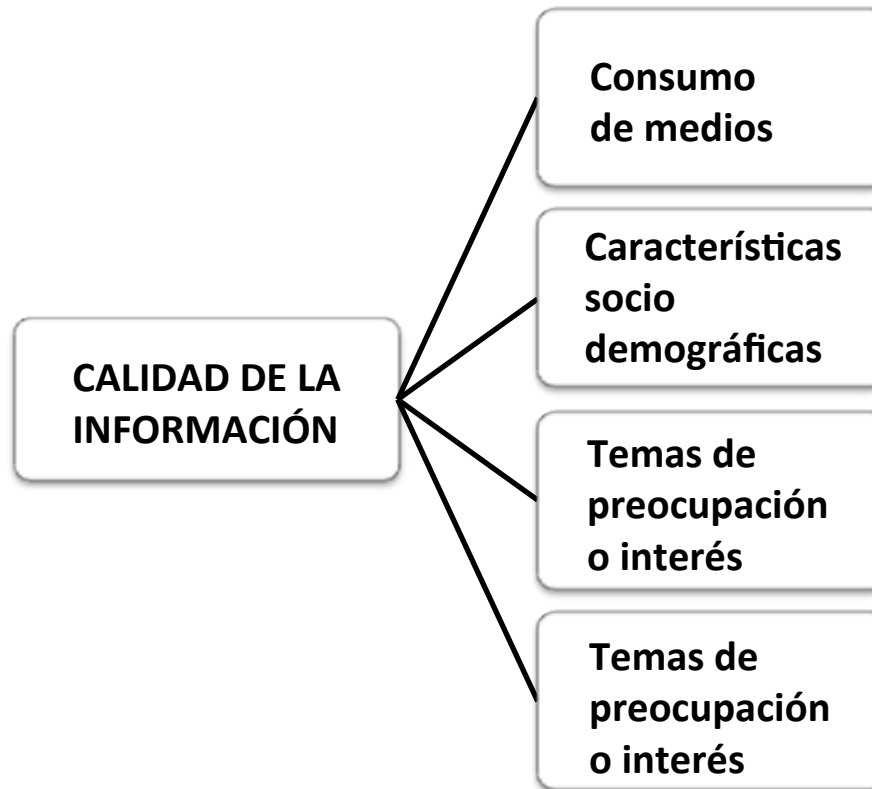 Consumo
de medios
Características
socio
demográficas
CALIDAD DE LA
INFORMACIÓN
Temas de
preocupación
o interés
Temas de
preocupación
o interés